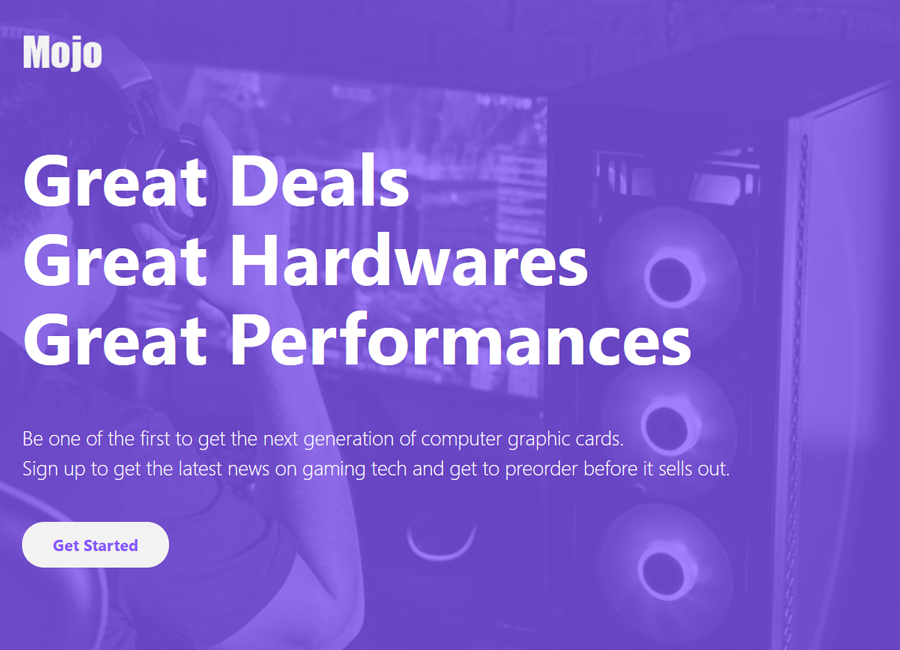 Mojo
Great Deals
Great Hardwares
Great Performances
Be one of the first to get the next generation of computer graphic cards.
Sign up to get the latest news on gaming tech and get to preorder before it sells out.
Get Started